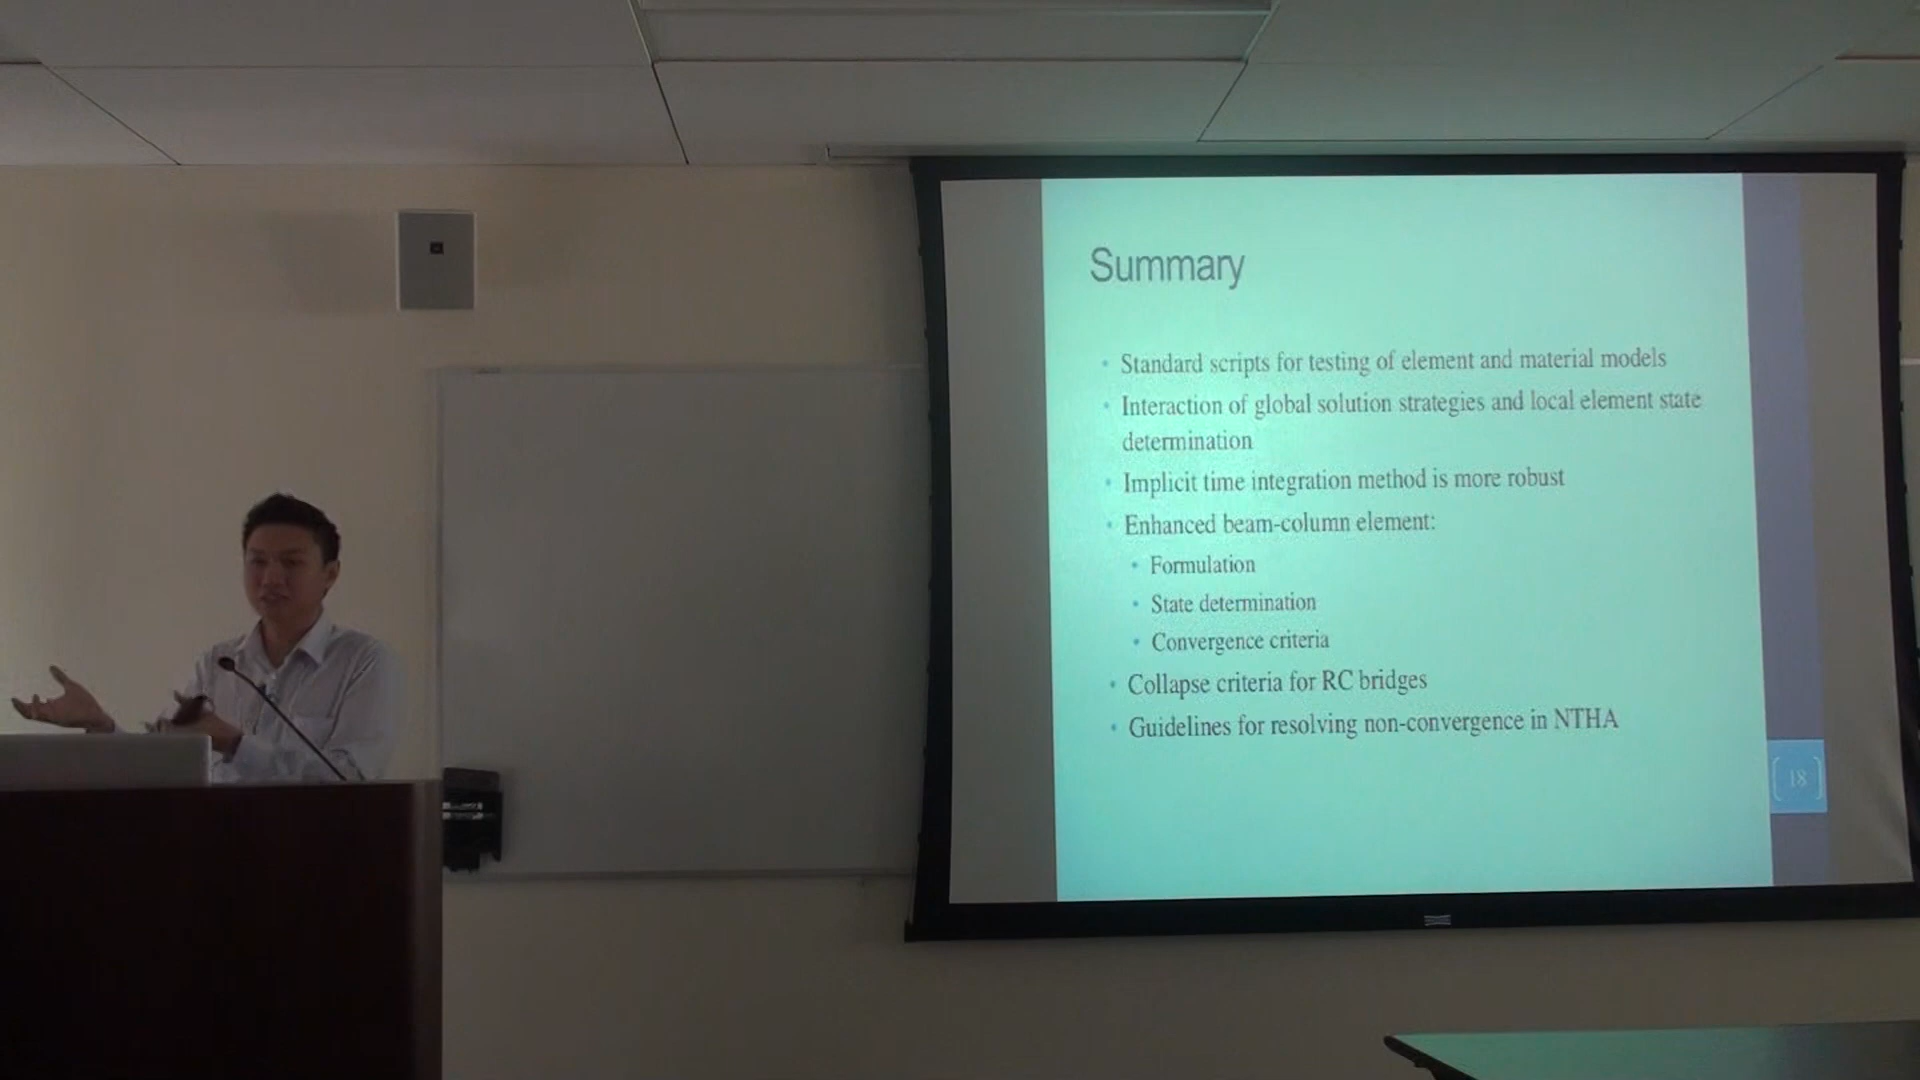 Summary
• Standard scripts for testing of element and material models
• Interaction of global solution strategies and local element state
determination
• Implicit time integration method is more robust
• Enhanced beam-column element:
• Formulation
• State determination
• Convergence criteria
• Collapse criteria for RC bridges
• Guidelines for resolving non-convergence in NTHA
18